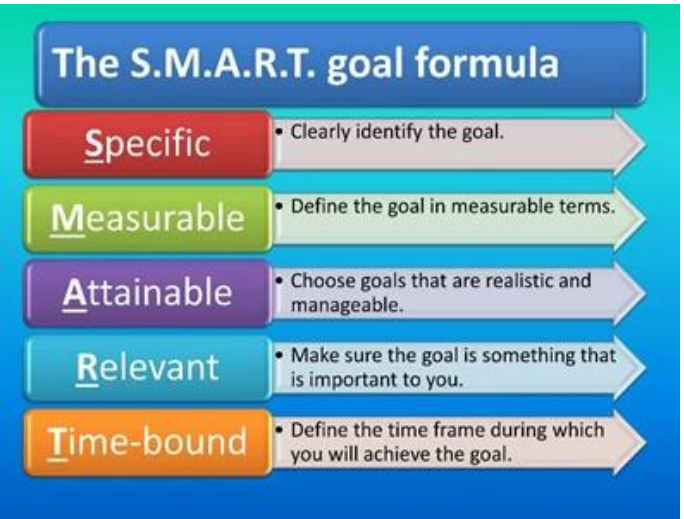 The S.M.A.R.T. goal formula
Specific
• Clearly identify the goal.
Measurable
• Define the goal in measurable terms.
Attainable
• Choose goals that are realistic and
manageable.
Relevant
• Make sure the goal is something that
is important to you.
Time-bound
• Define the time frame during which
you will achieve the goal.